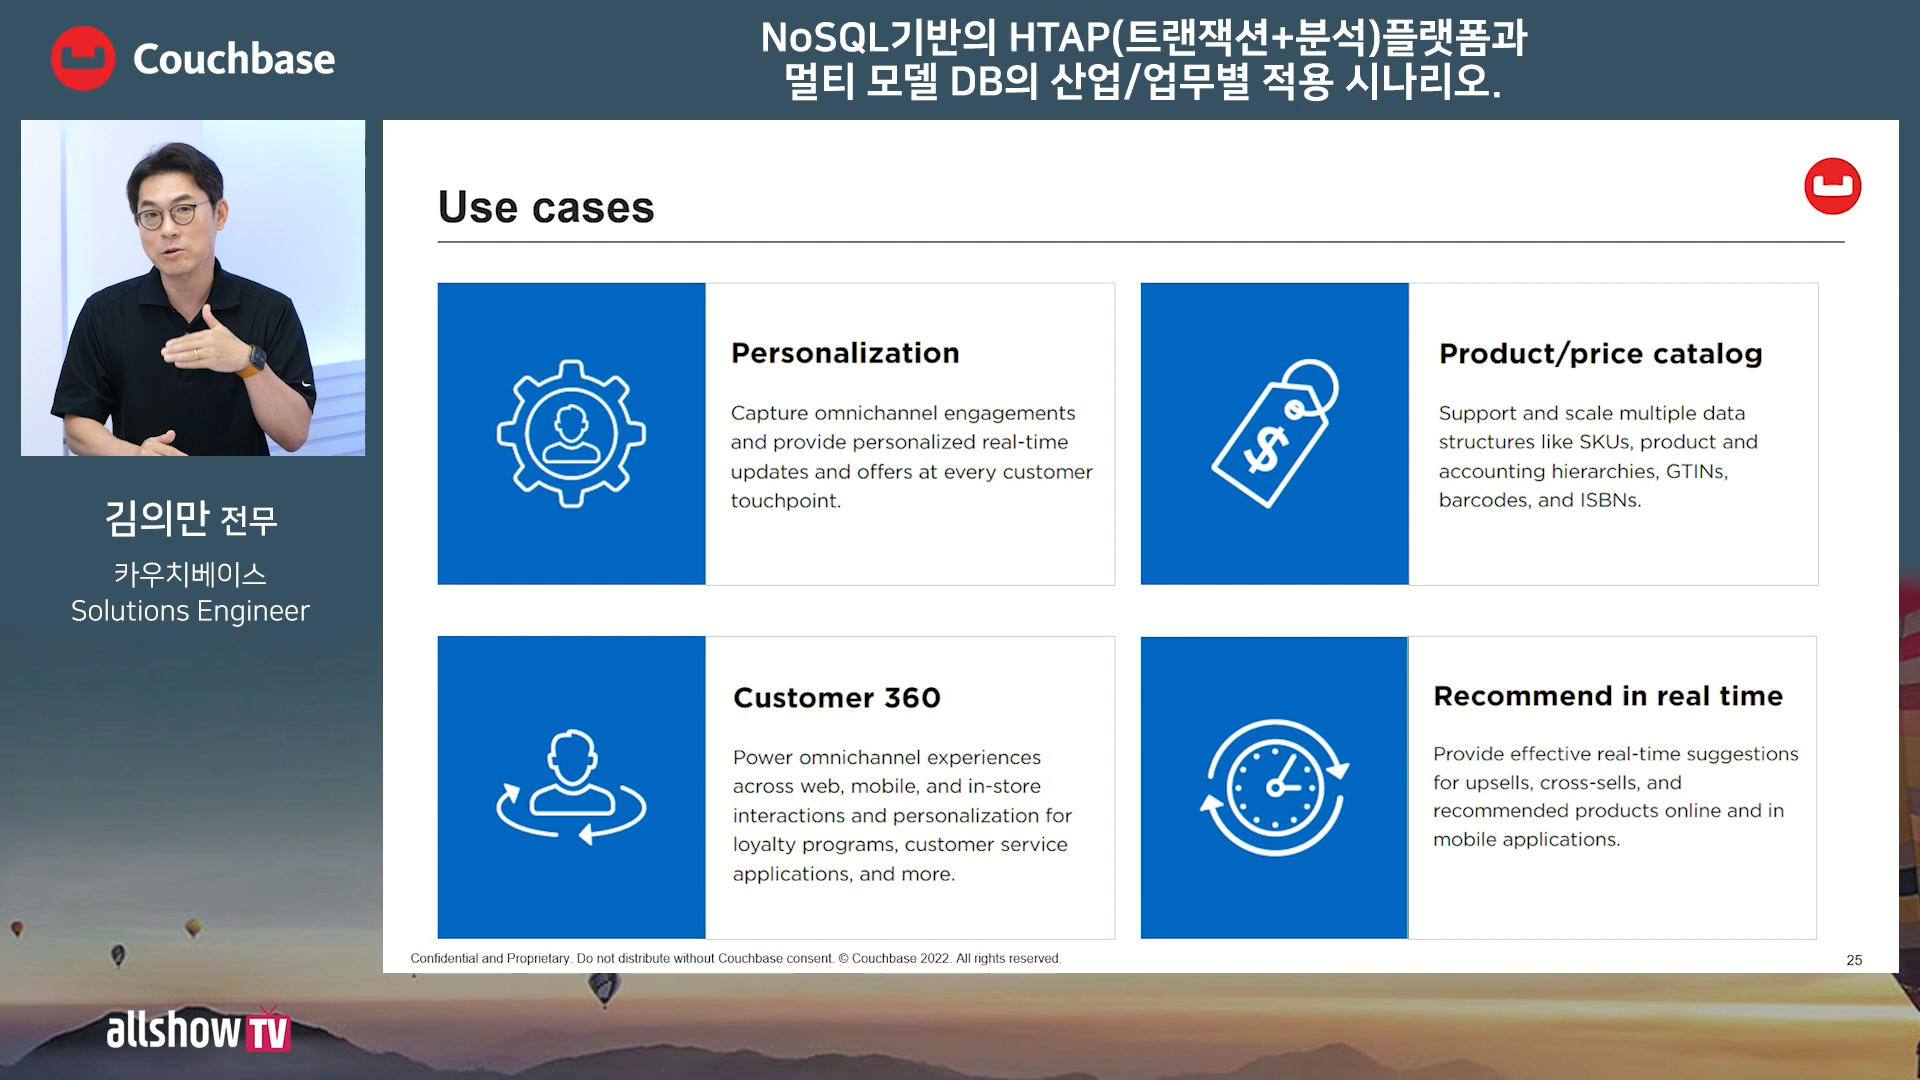 Couchbase
NoSQL기반의 HTAP(트랜잭션+분석)플랫폼과
멀티 모델 DB의 산업/업무별 적용 시나리오.
김의만 전무
카우치베이스
Solutions Engineer
Use cases
Personalization
Capture omnichannel engagements
and provide personalized real-time
updates and offers at every customer
touchpoint.
Product/price catalog
Support and scale multiple data
structures like SKUs, product and
accounting hierarchies, GTINs,
barcodes, and ISBNs.
Customer 360
Power omnichannel experiences
across web, mobile, and in-store
interactions and personalization for
loyalty programs, customer service
applications, and more.
Recommend in real time
Provide effective real-time suggestions
for upsells, cross-sells, and
recommended products online and in
mobile applications.
Confidential and Proprietary. Do not distribute without Couchbase consent. © Couchbase 2022. All rights reserved.
25
allshow TV